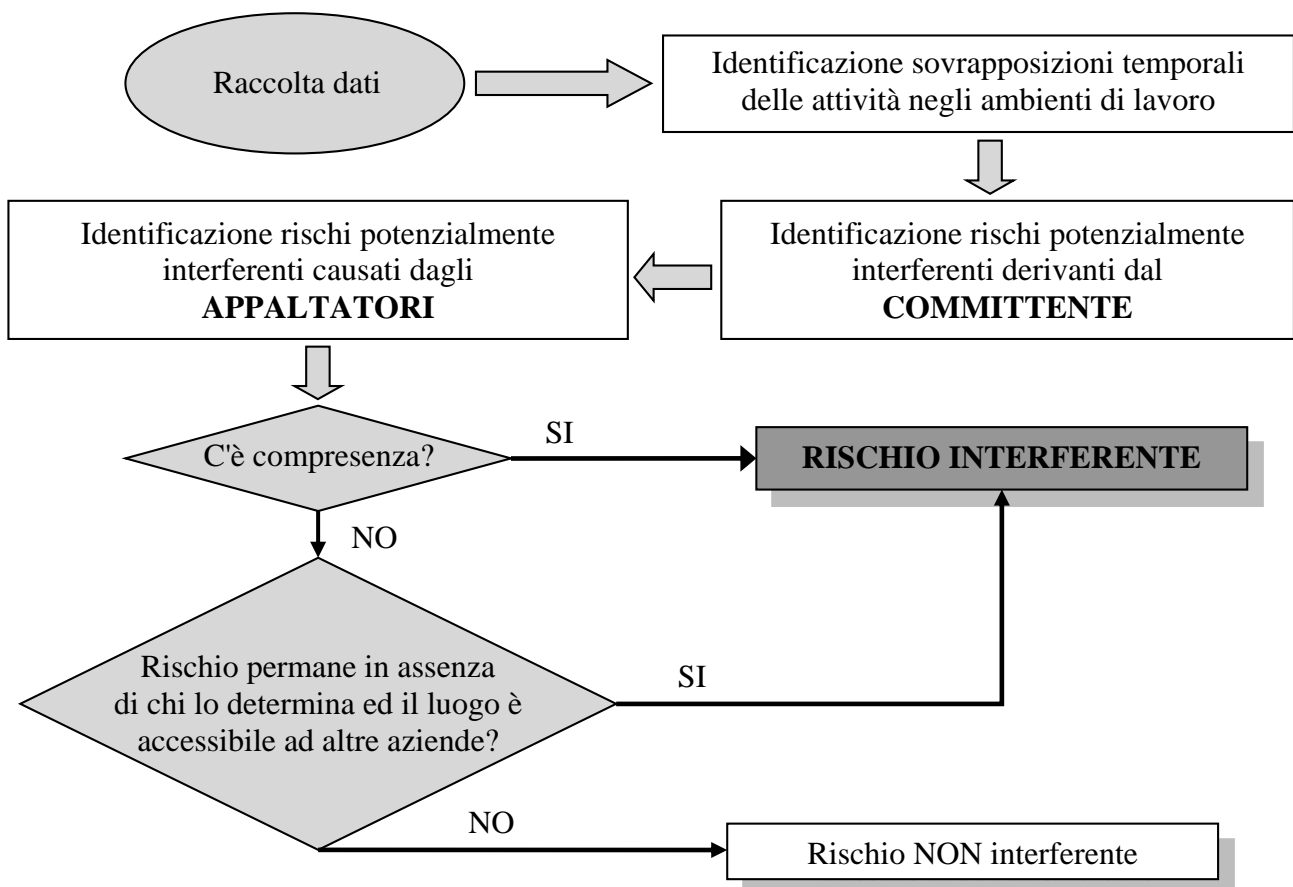 Raccolta dati
Identificazione sovrapposizioni temporali
delle attività negli ambienti di lavoro
Identificazione rischi potenzialmente
interferenti derivanti dal
COMMITTENTE
Identificazione rischi potenzialmente
interferenti causati dagli
APPALTATORI
C'è compresenza?
SI
RISCHIO INTERFERENTE
NO
Rischio permane in assenza
di chi lo determina ed il luogo è
accessibile ad altre aziende?
SI
NO
Rischio NON interferente